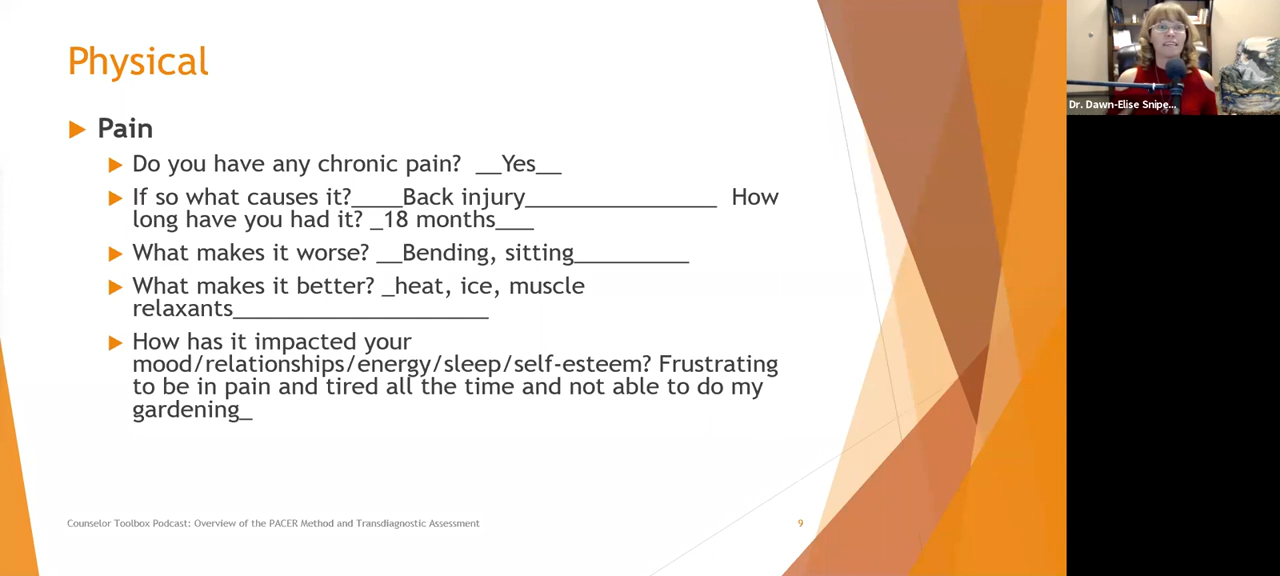 Physical
Pain
Do you have any chronic pain? __Yes__
If so what causes it?____Back injury_______________ How
long have you had it? _18 months___
What makes it worse? __Bending, sitting_________
What makes it better? _heat, ice, muscle
relaxants____________________
How has it impacted your
mood/relationships/energy/sleep/self-esteem? Frustrating
to be in pain and tired all the time and not able to do my
gardening_
Counselor Toolbox Podcast: Overview of the PACER Method and Transdiagnostic Assessment
9
Dr. Dawn-Elise Snipe...